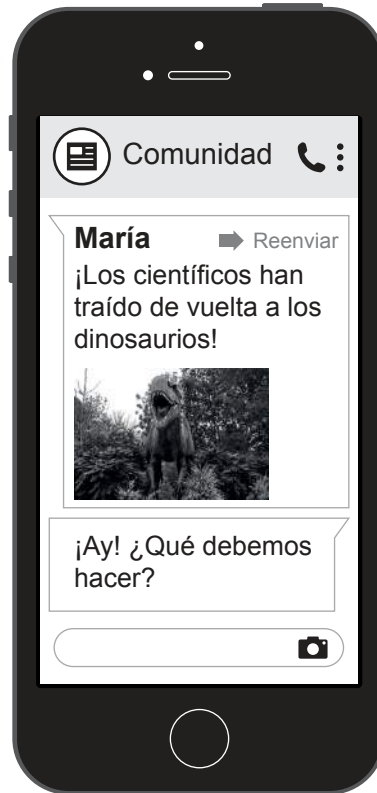 Comunidad
María
Reenviar
¡Los científicos han
traído de vuelta a los
dinosaurios!
¡Ay! ¿Qué debemos
hacer?